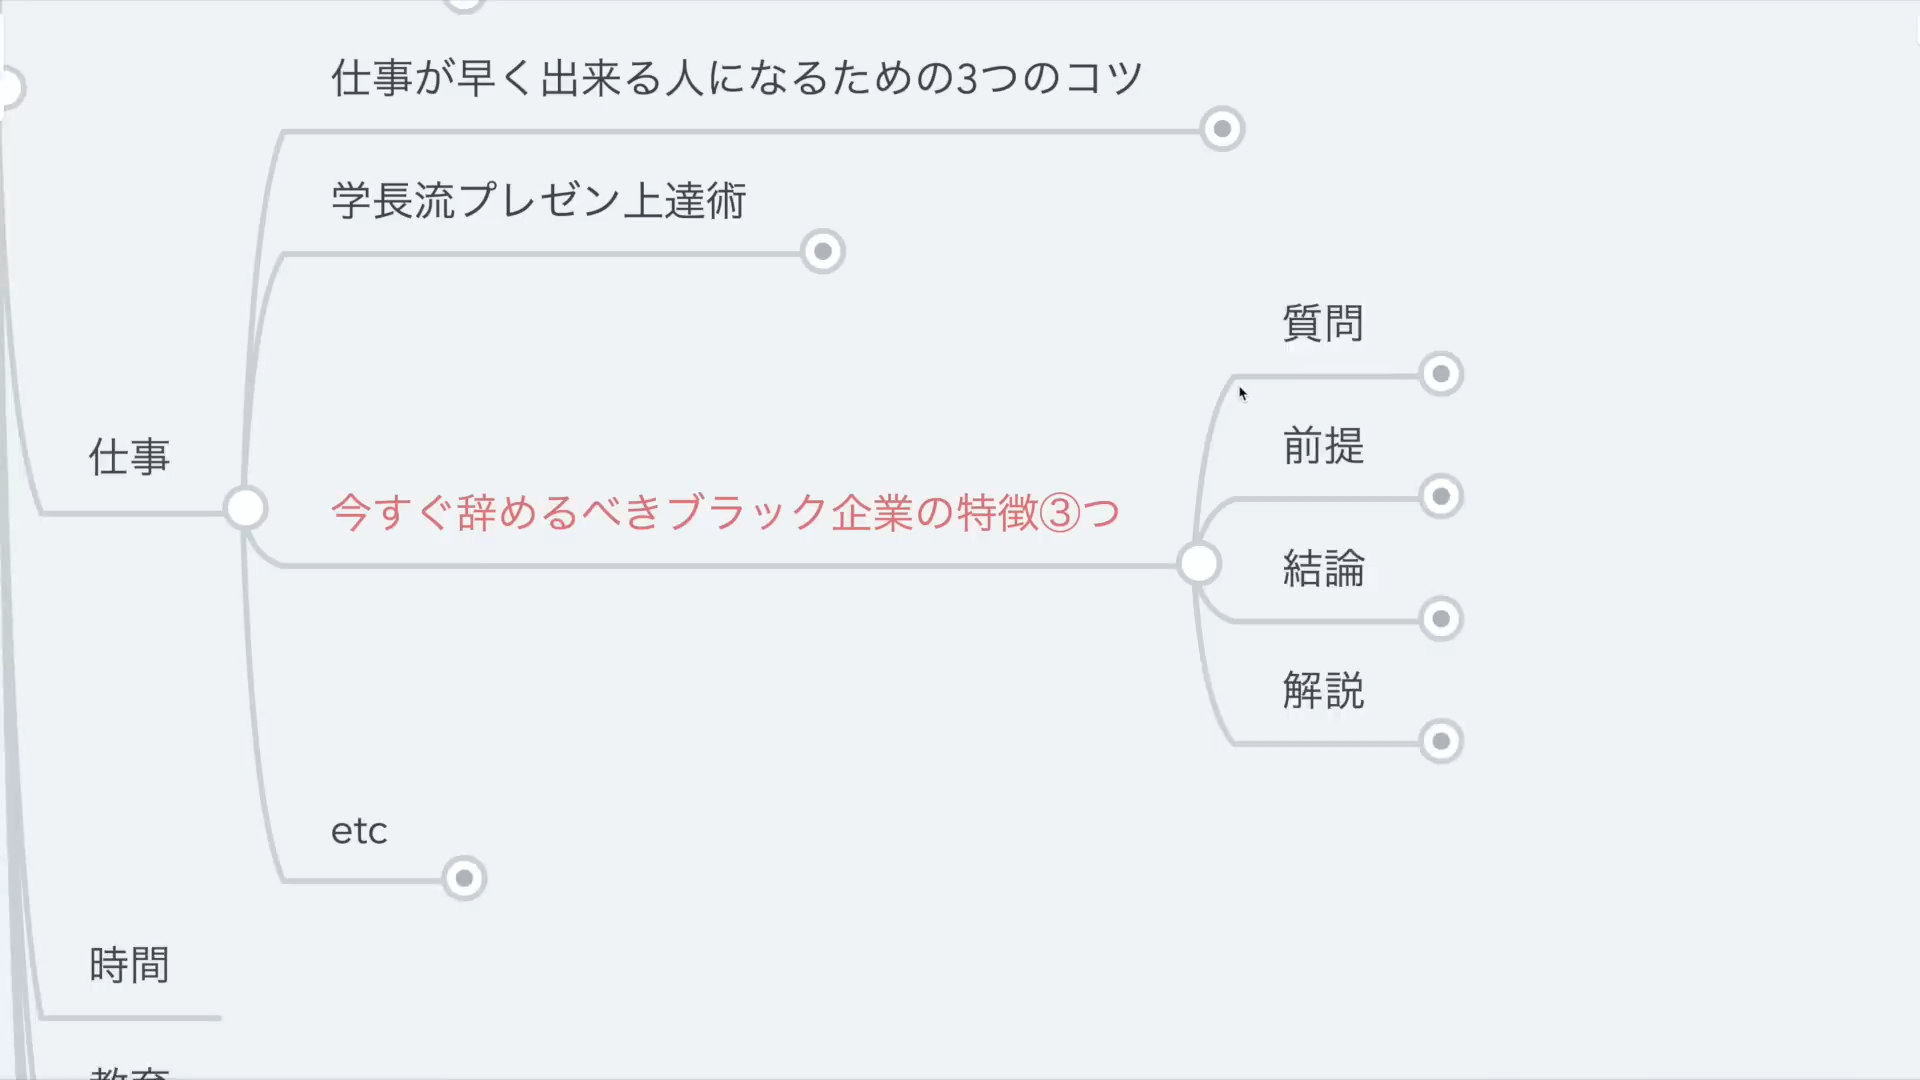 仕事が早く出来る人になるための3つのコツ
学長流プレゼン上達術
質問
前提
仕事
今すぐ辞めるべきブラック企業の特徴③つ
結論
解説
etc
時間
教育